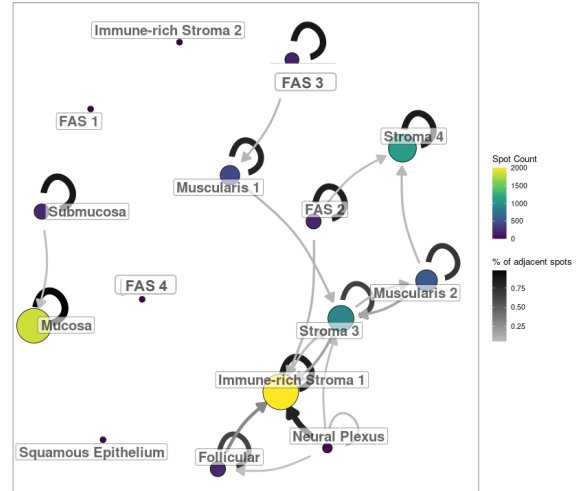 Immune-rich Stroma 2
FAS 3
FAS 1
Stroma 4
Muscularis 1
Submucosa
FAS 2
FAS 4
Muscularis 2
Mucosa
Stroma 3
Immune-rich Stroma 1
Neural Plexus
Squamous Epithelium
Follicular
Spot Count
2000
1500
1000
500
0
% of adjacent spots
0.75
0.50
0.25